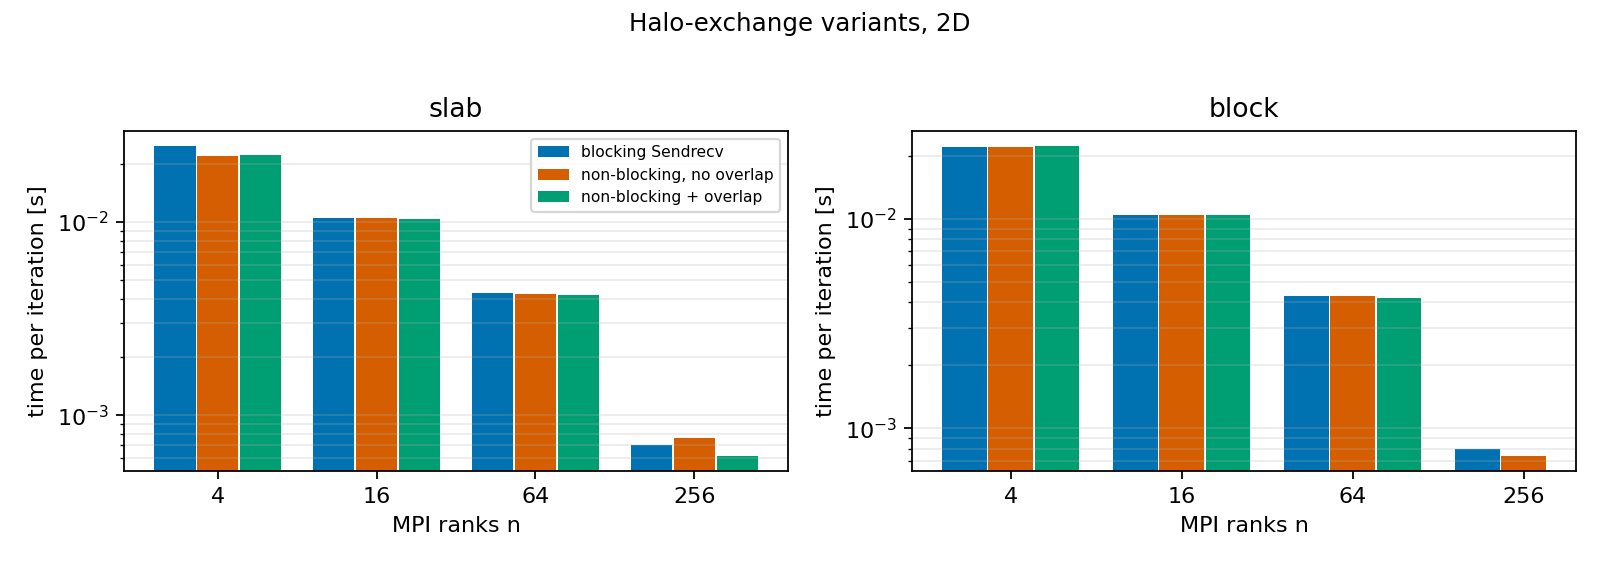 Halo-exchange variants, 2D
slab
time per iteration [s]
10⁻²
10⁻³
blocking Sendrecv
non-blocking, no overlap
non-blocking + overlap
4 16 64 256
MPI ranks n
block
time per iteration [s]
10⁻²
10⁻³
4 16 64 256
MPI ranks n